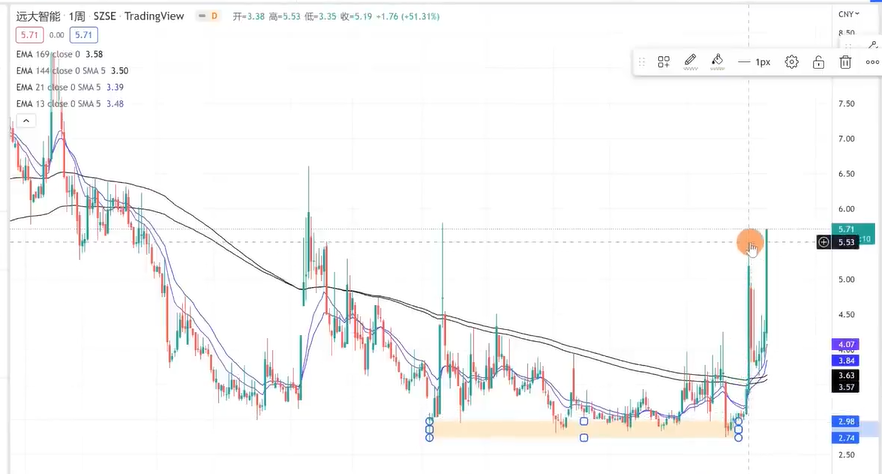 远大智能 · 1周 · SZSE · TradingView D 开=3.38 高=5.53 低=3.35 收=5.19 +1.76 (+51.31%)
CNY
5.71 0.00 5.71
8.50
EMA 169 close 0 3.58
1px
EMA 144 close 0 SMA 5 3.50
EMA 21 close 0 SMA 5 3.39
EMA 13 close 0 SMA 5 3.48
7.50
7.00
6.50
6.00
5.71
5.53
5.00
4.50
4.07
3.84
3.63
3.57
2.98
2.74
2.50